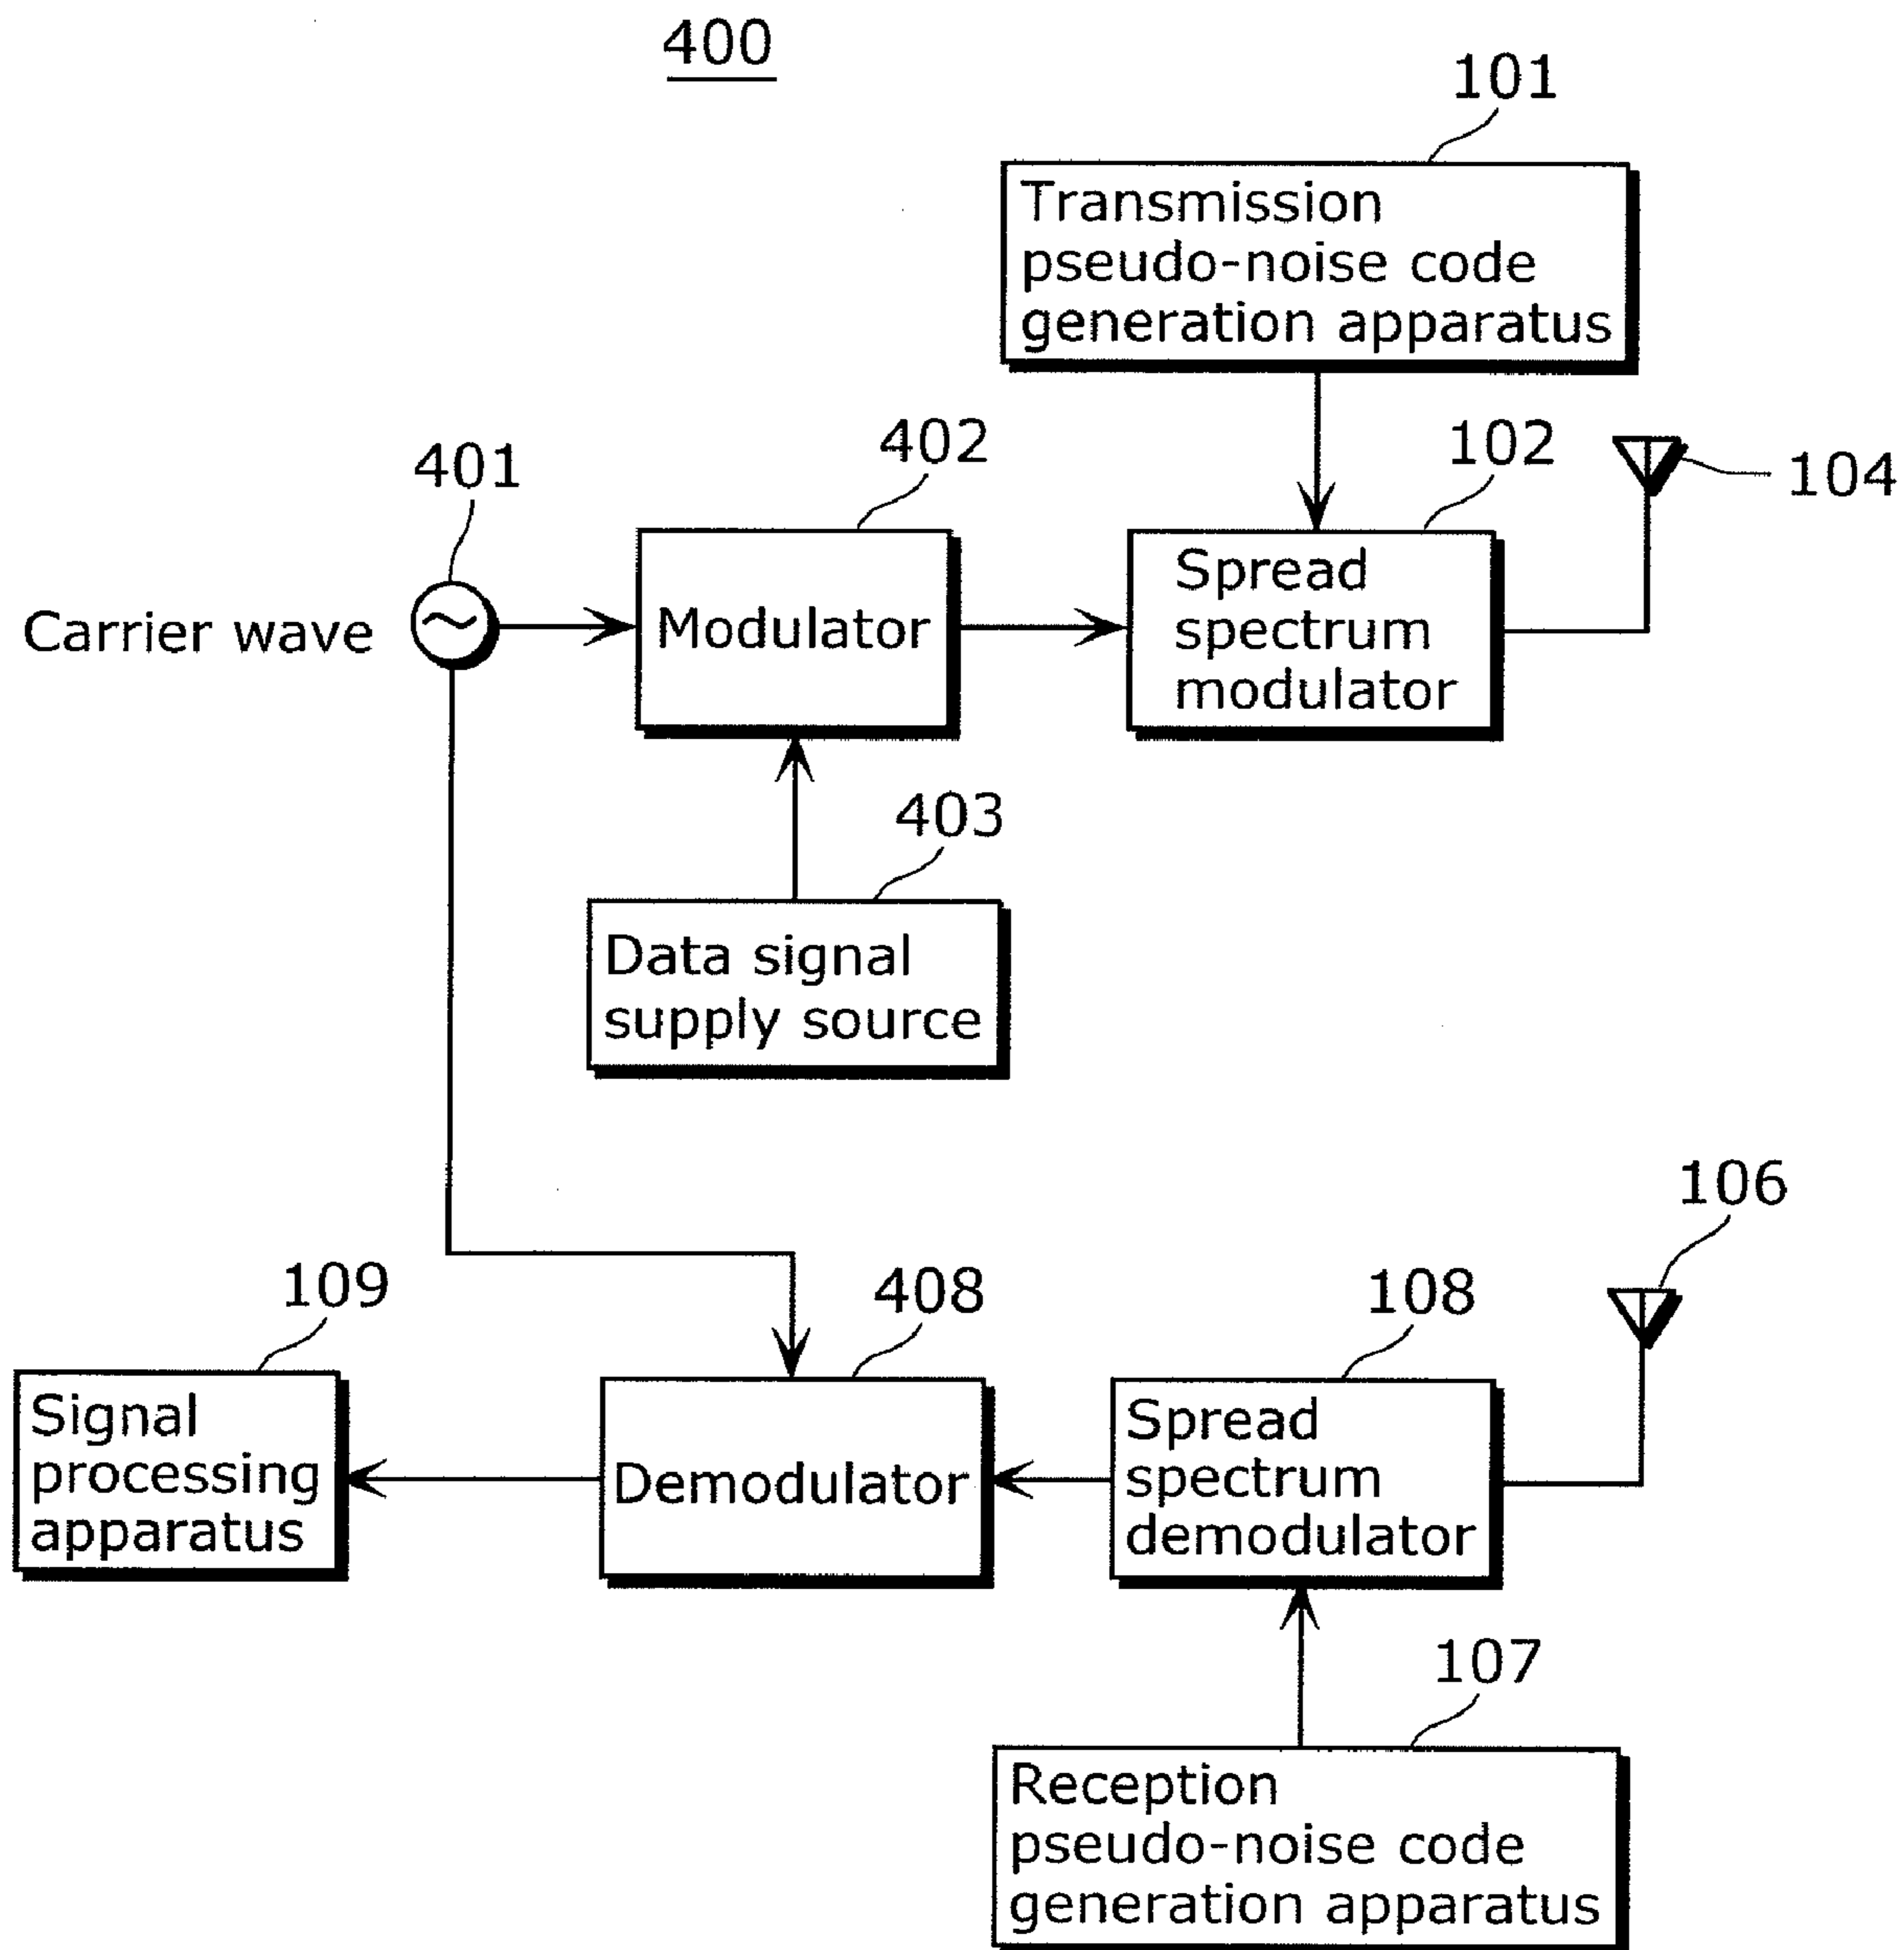 400
101
Transmission
pseudo-noise code
generation apparatus
401
402
102
104
Carrier wave
Modulator
Spread
spectrum
modulator
403
Data signal
supply source
106
109
408
108
Signal
processing
apparatus
Demodulator
Spread
spectrum
demodulator
107
Reception
pseudo-noise code
generation apparatus